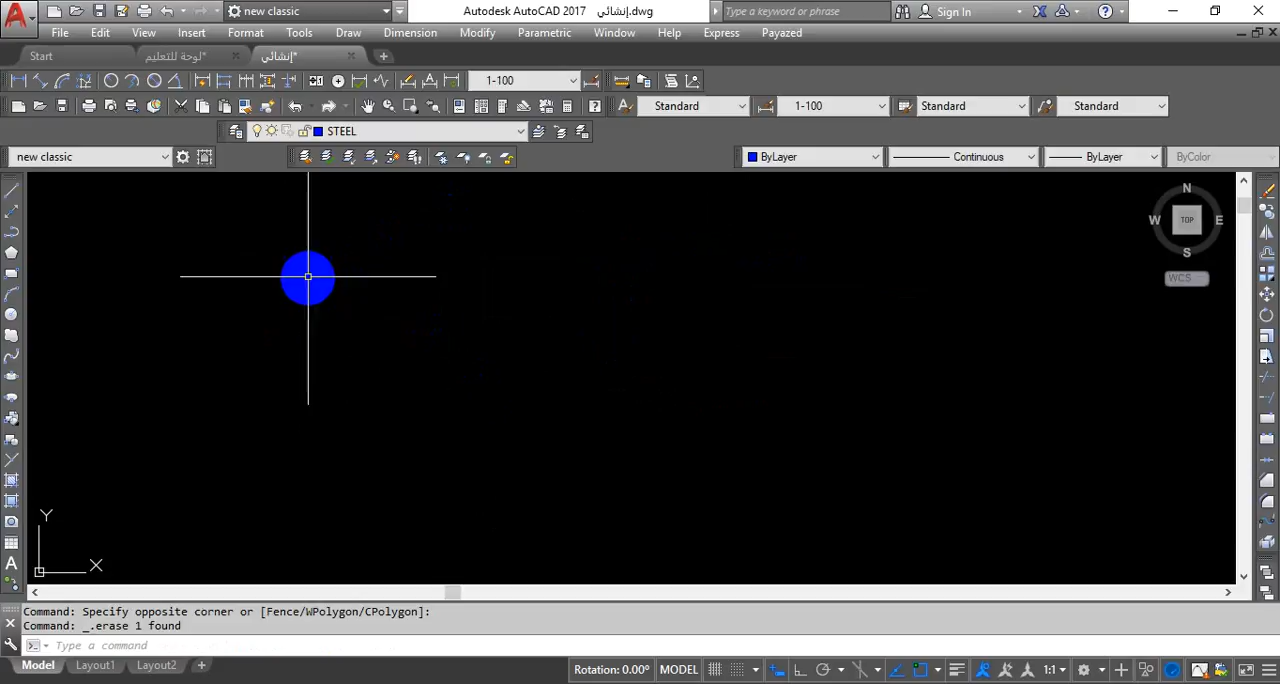 new classic
Autodesk AutoCAD 2017   إنشائي.dwg
Type a keyword or phrase
Sign In
File Edit View Insert Format Tools Draw Dimension Modify Parametric Window Help Express Payazed
Start
لوحة للتعليم*
إنشائي*
1-100
Standard
1-100
Standard
Standard
STEEL
new classic
ByLayer
Continuous
ByLayer
ByColor
N
W TOP E
S
WCS
Y
X
A
Command: Specify opposite corner or [Fence/WPolygon/CPolygon]:
Command: _.erase 1 found
Type a command
Model Layout1 Layout2
Rotation: 0.00° MODEL 1:1